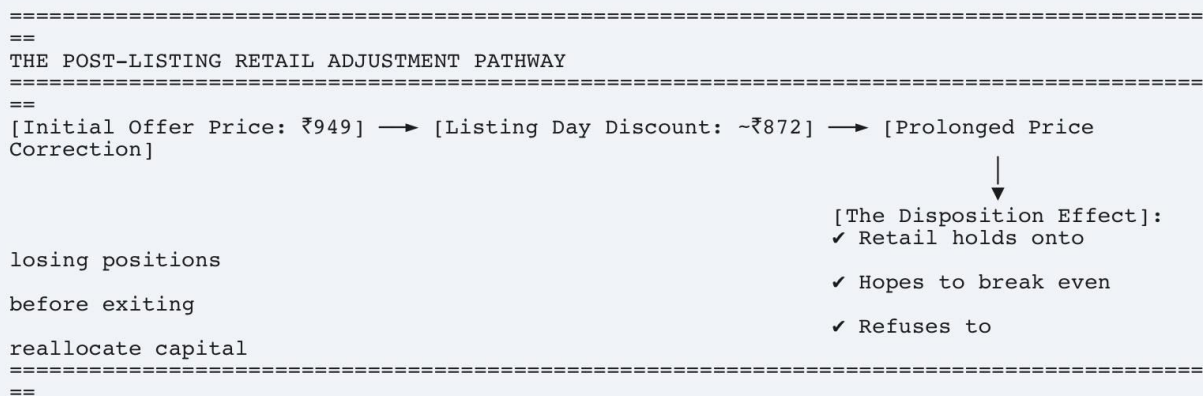 ==========================================================================================
==
THE POST-LISTING RETAIL ADJUSTMENT PATHWAY
==========================================================================================
==
[Initial Offer Price: ₹949] ──► [Listing Day Discount: ~₹872] ──► [Prolonged Price
Correction]
│
▼
[The Disposition Effect]:
✔ Retail holds onto
losing positions
✔ Hopes to break even
before exiting
✔ Refuses to
reallocate capital
==========================================================================================
==